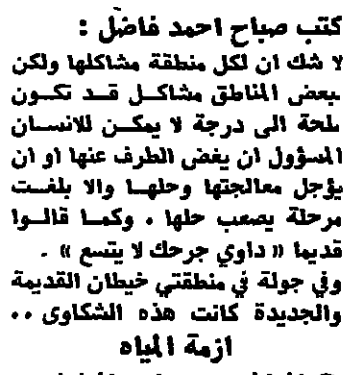 كتب صباح احمد فاضل :
لا شك ان لكل منطقة مشاكلها ولكن
بعض المناطق مشاكل قد تكون
ملحة الى درجة لا يمكن للانسان
المسؤول ان يغض الطرف عنها او ان
يؤجل معالجتها وحلها والا بلغت
مرحلة يصعب حلها . وكما قالوا
قديما « داوي جرحك لا يتسع » .
وفي جولة في منطقتي خيطان القديمة
والجديدة كانت هذه الشكاوى ..
ازمة المياه